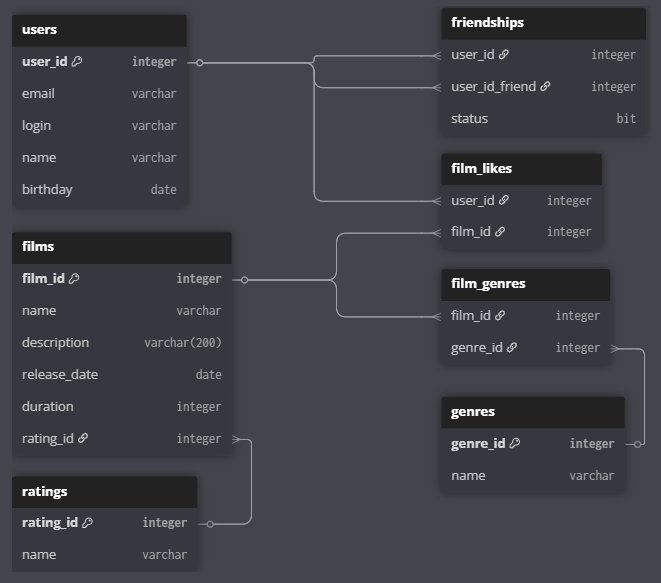 users
user_id integer
email varchar
login varchar
name varchar
birthday date
films
film_id integer
name varchar
description varchar(200)
release_date date
duration integer
rating_id integer
ratings
rating_id integer
name varchar
friendships
user_id integer
user_id_friend integer
status bit
film_likes
user_id integer
film_id integer
film_genres
film_id integer
genre_id integer
genres
genre_id integer
name varchar